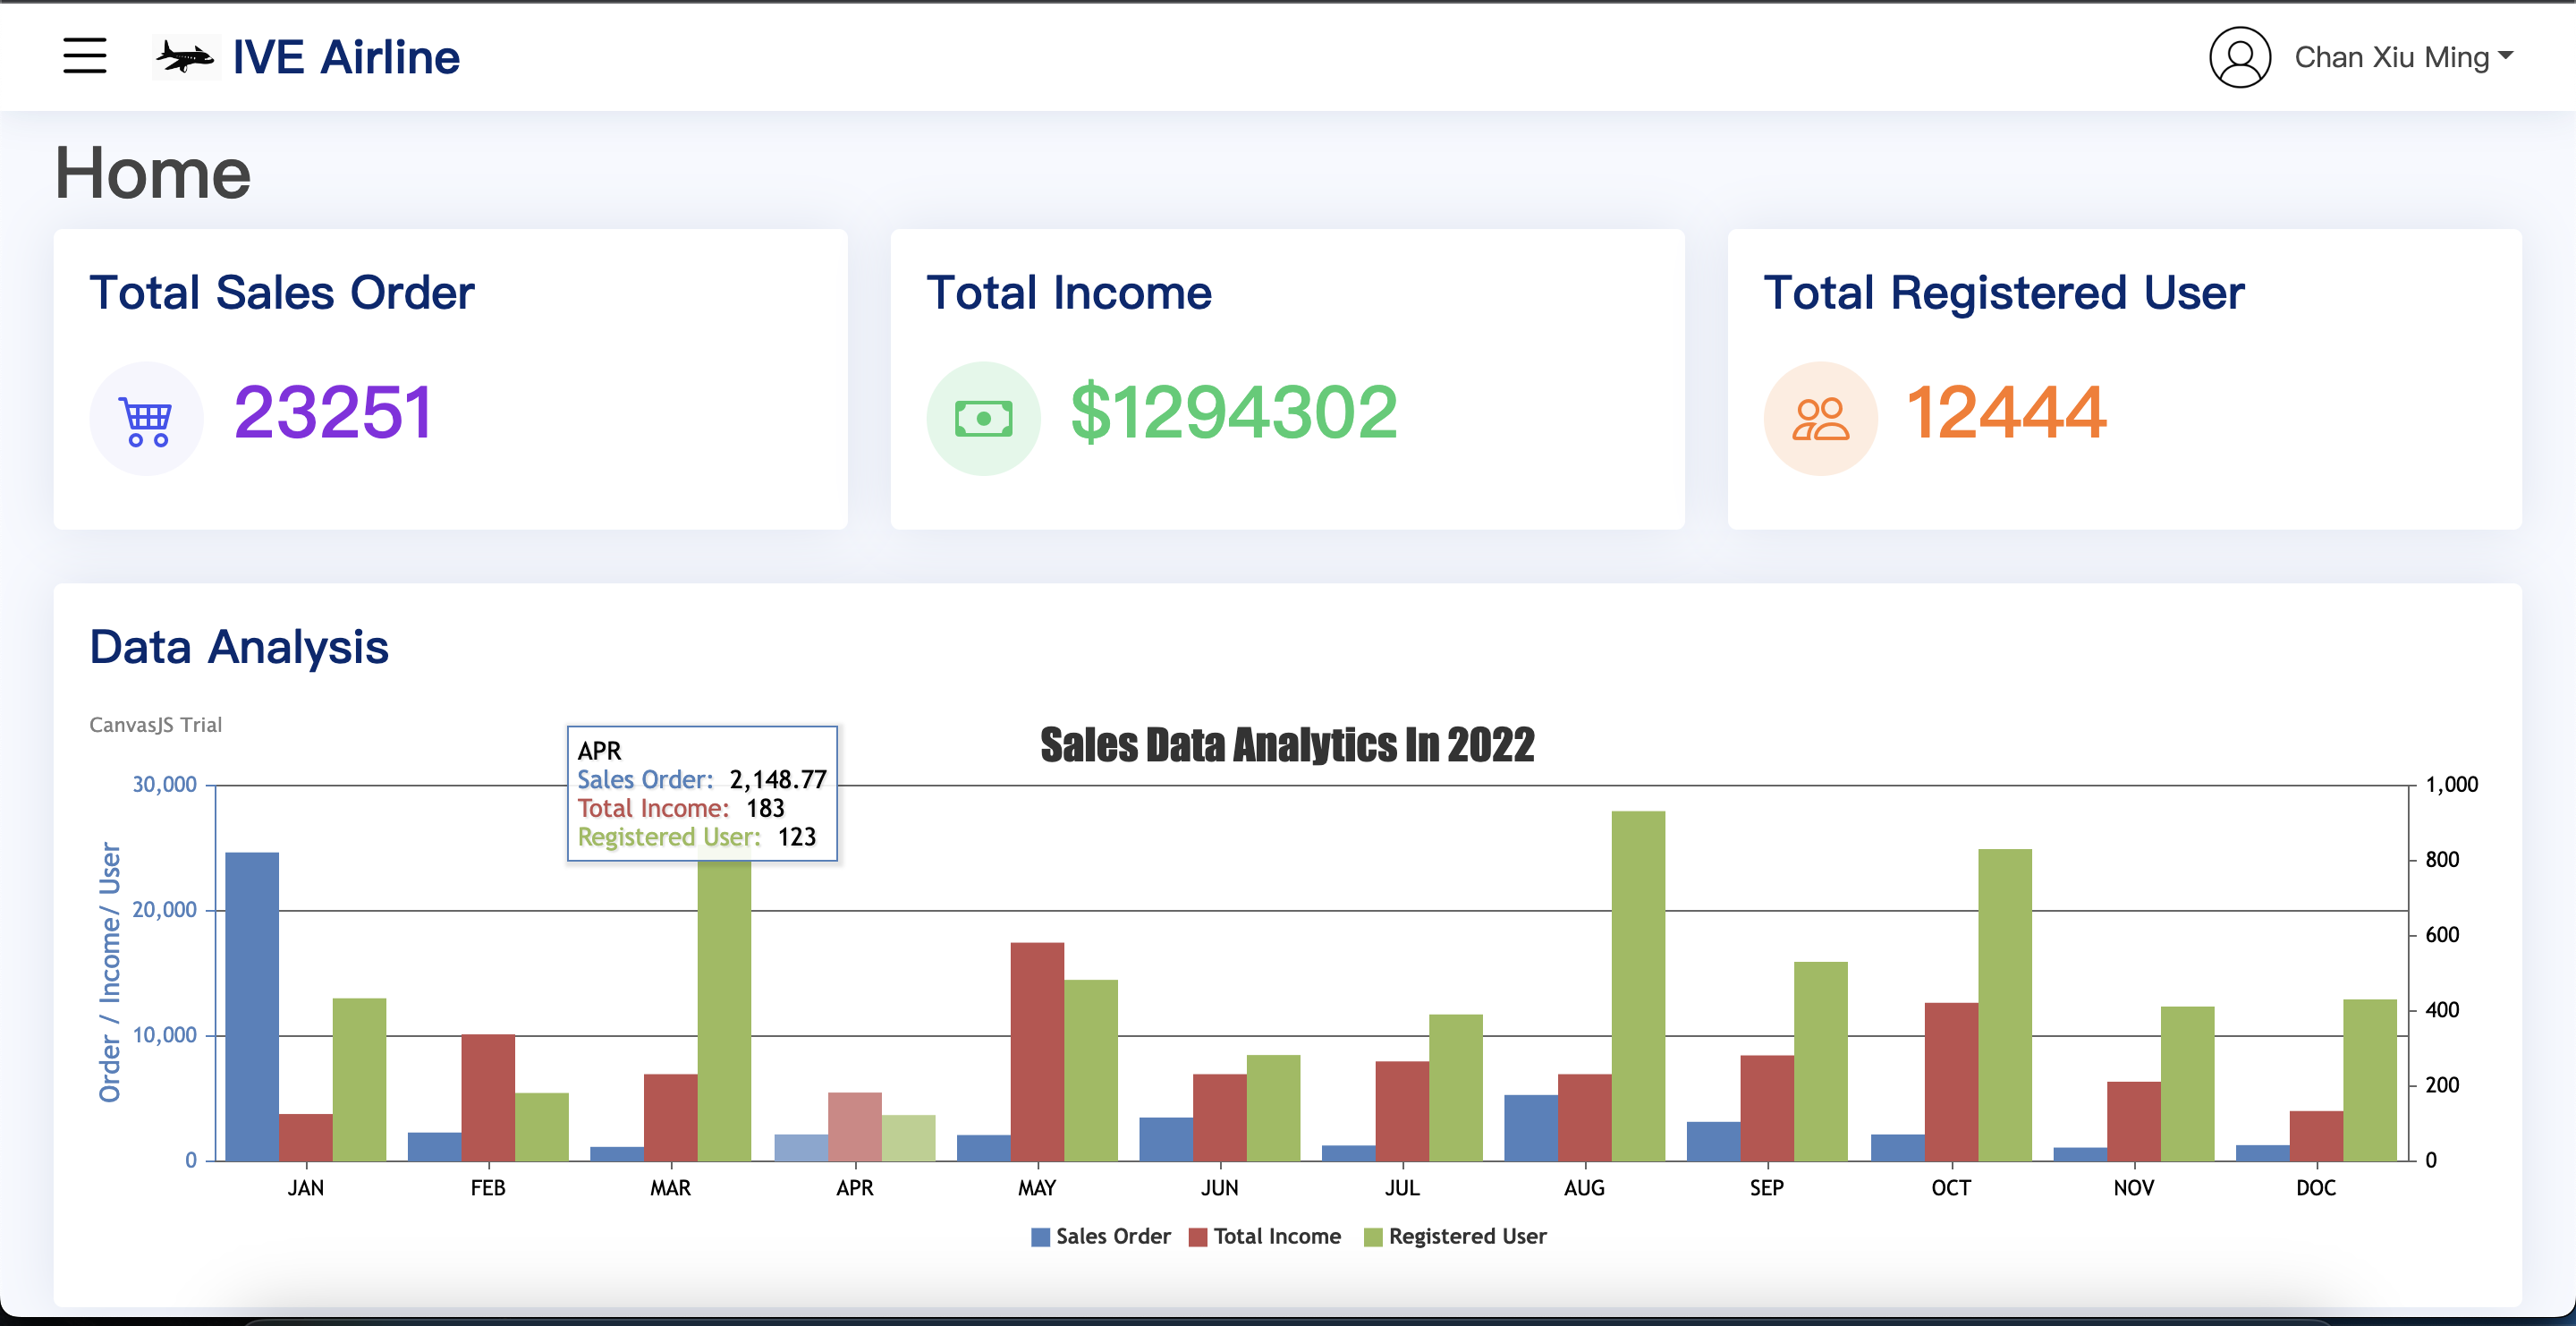 IVE Airline
Chan Xiu Ming
Home
Total Sales Order
23251
Total Income
$1294302
Total Registered User
12444
Data Analysis
CanvasJS Trial
Sales Data Analytics In 2022
APR
Sales Order: 2,148.77
Total Income: 183
Registered User: 123
Order / Income/ User
30,000
20,000
10,000
0
1,000
800
600
400
200
0
JAN FEB MAR APR MAY JUN JUL AUG SEP OCT NOV DOC
Sales Order Total Income Registered User